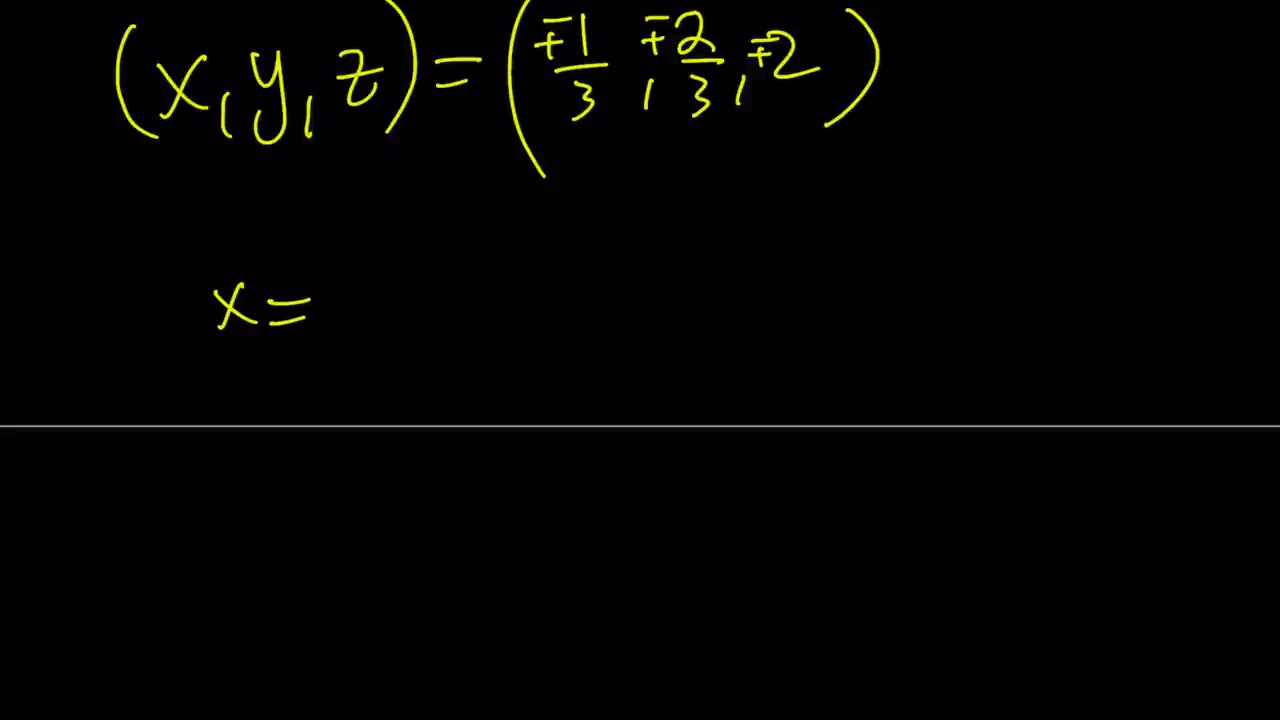 (x, y, z) = (∓1/3, ∓2/3, ∓2)
x =